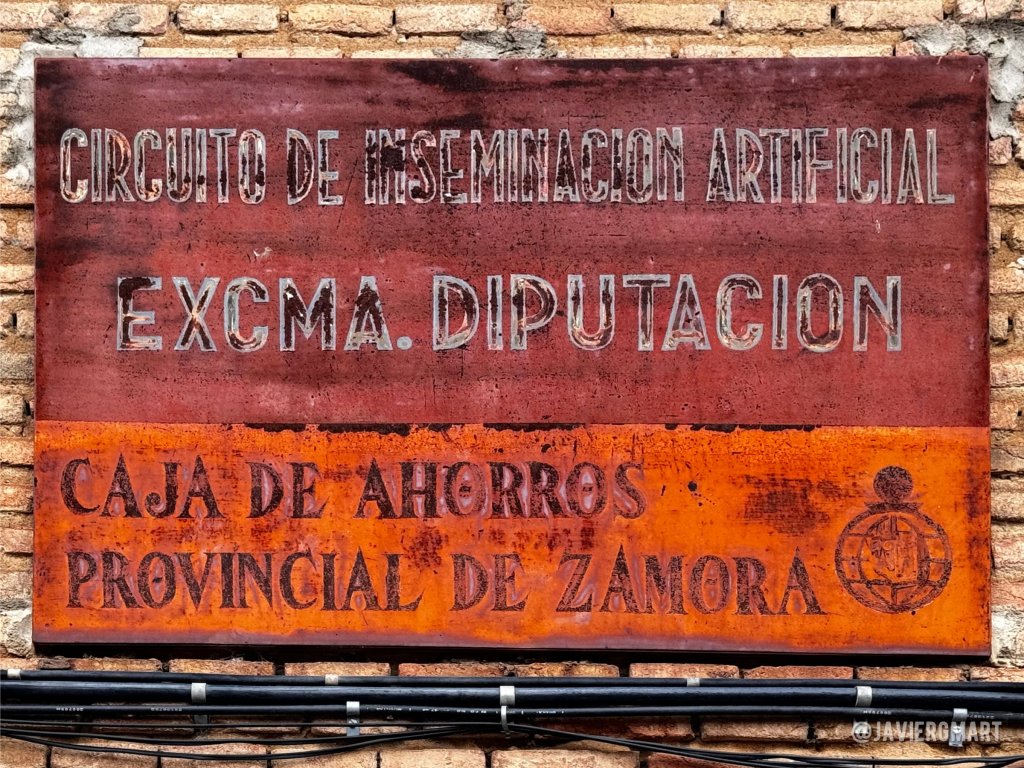 CIRCUITO DE INSEMINACION ARTIFICIAL
EXCMA. DIPUTACION
CAJA DE AHORROS
PROVINCIAL DE ZAMORA
@JAVIERGMART